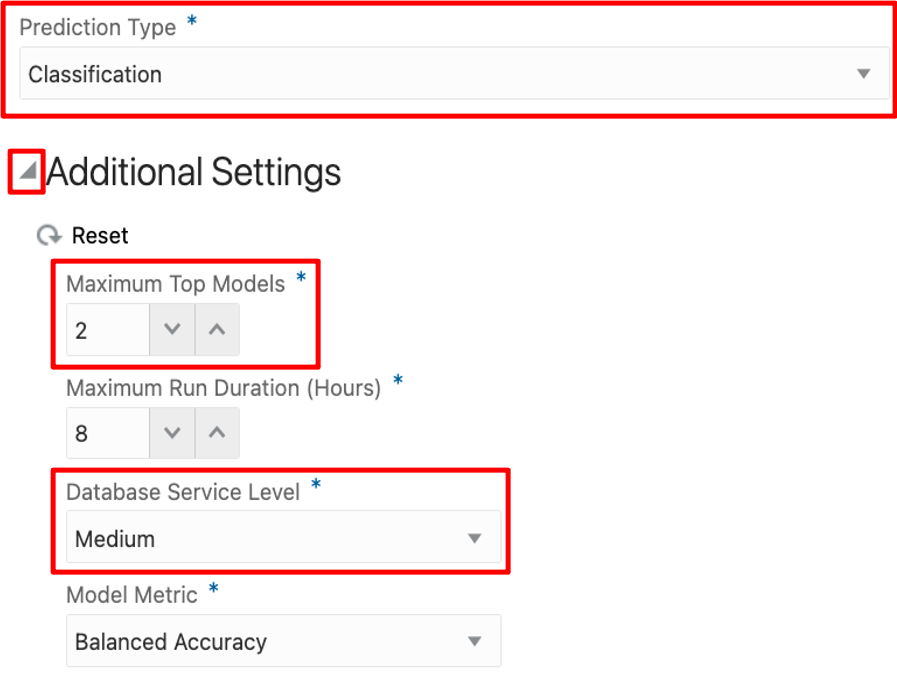 Prediction Type *
Classification
Additional Settings
Reset
Maximum Top Models *
2
Maximum Run Duration (Hours) *
8
Database Service Level *
Medium
Model Metric *
Balanced Accuracy